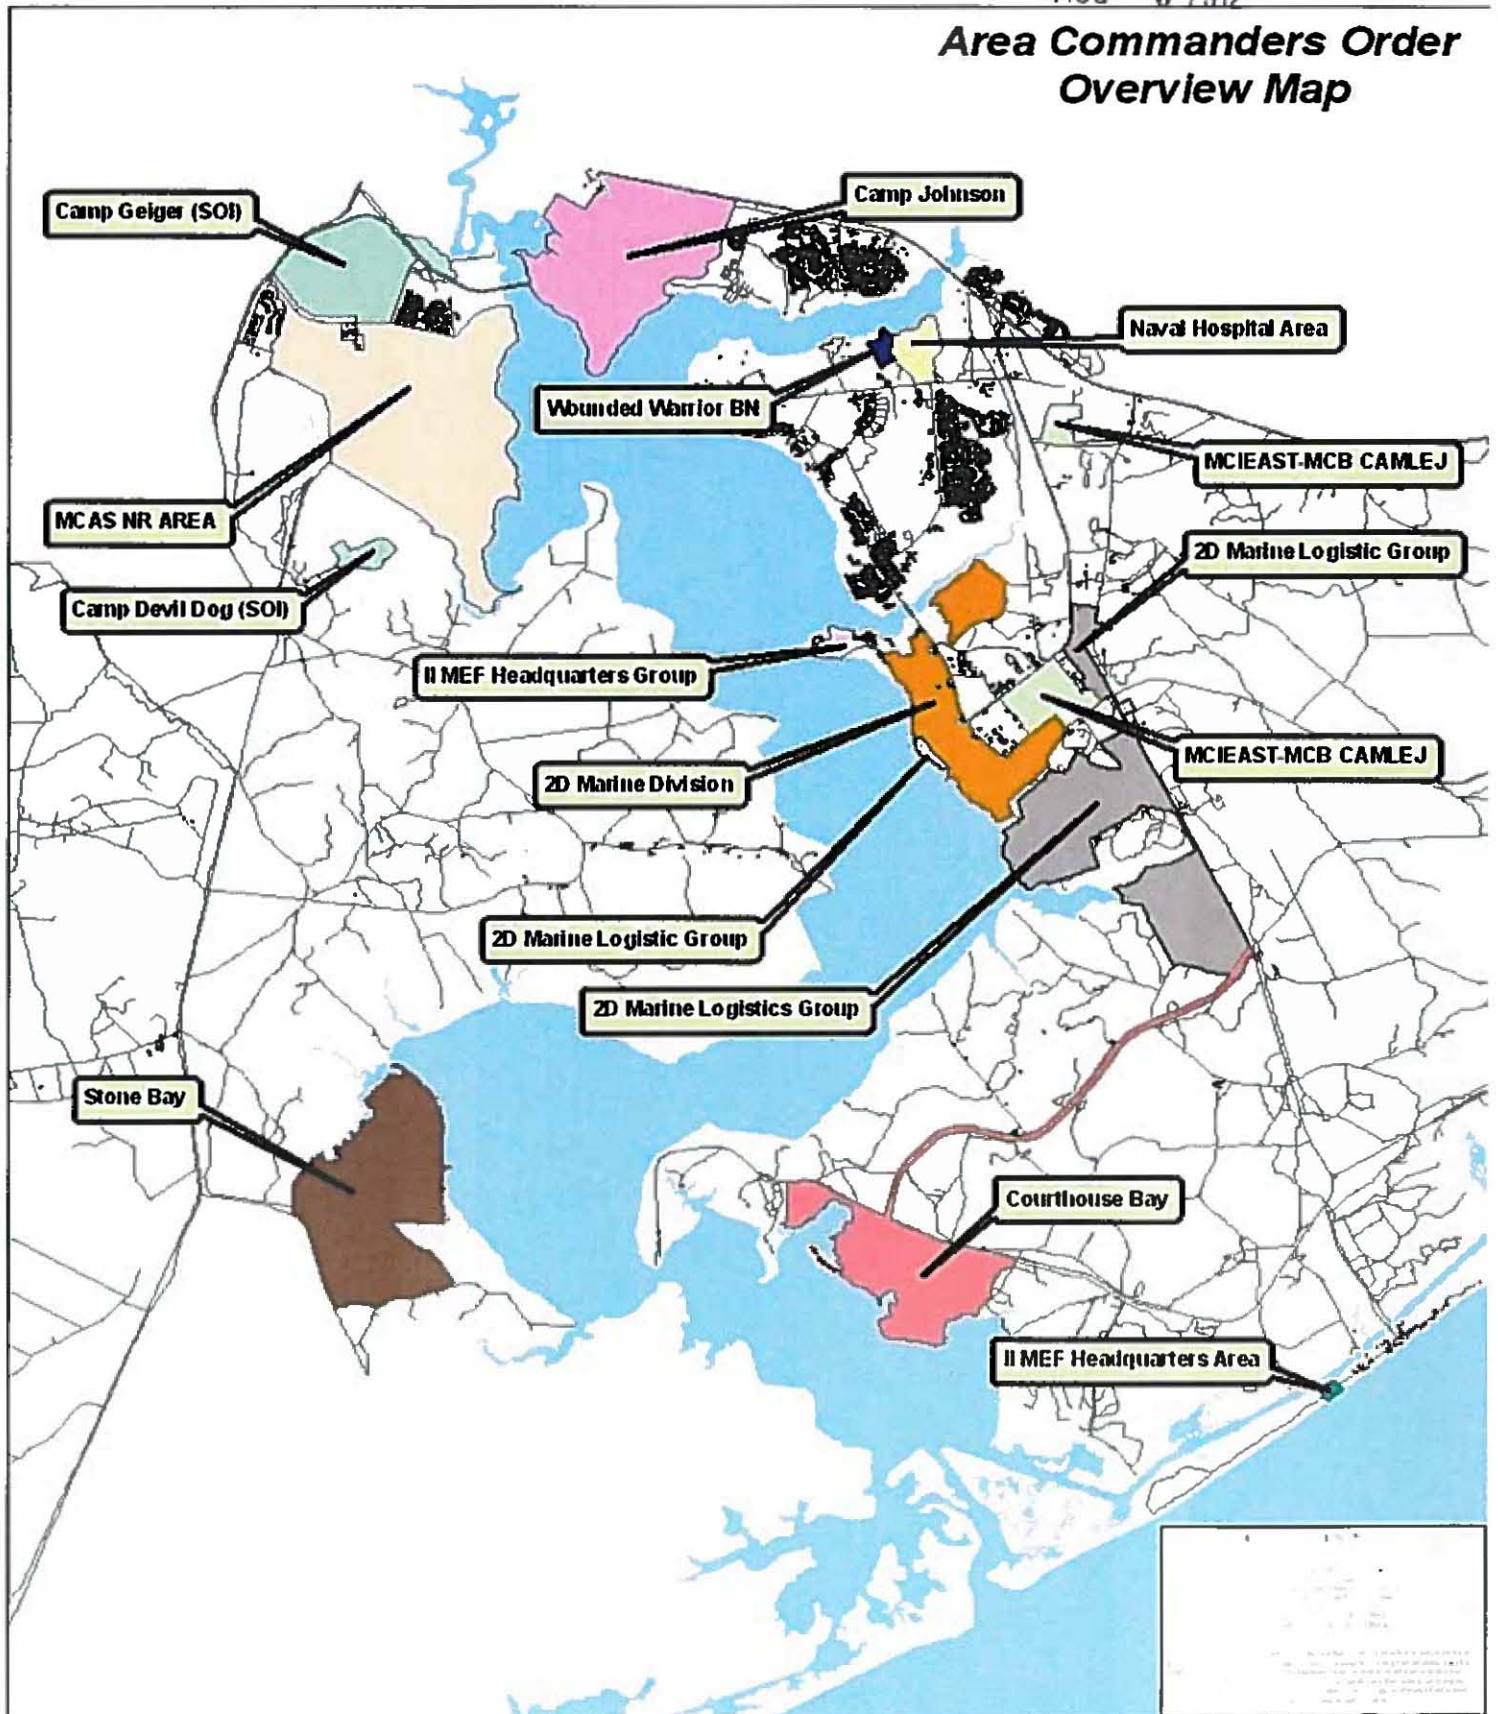 Area Commanders Order
Overview Map
Camp Johnson
Camp Geiger (SOI)
Naval Hospital Area
Wounded Warrior BN
MCIEAST-MCB CAMLEJ
MCAS NR AREA
2D Marine Logistic Group
Camp Devil Dog (SOI)
II MEF Headquarters Group
MCIEAST-MCB CAMLEJ
2D Marine Division
2D Marine Logistic Group
2D Marine Logistics Group
Stone Bay
Courthouse Bay
II MEF Headquarters Area